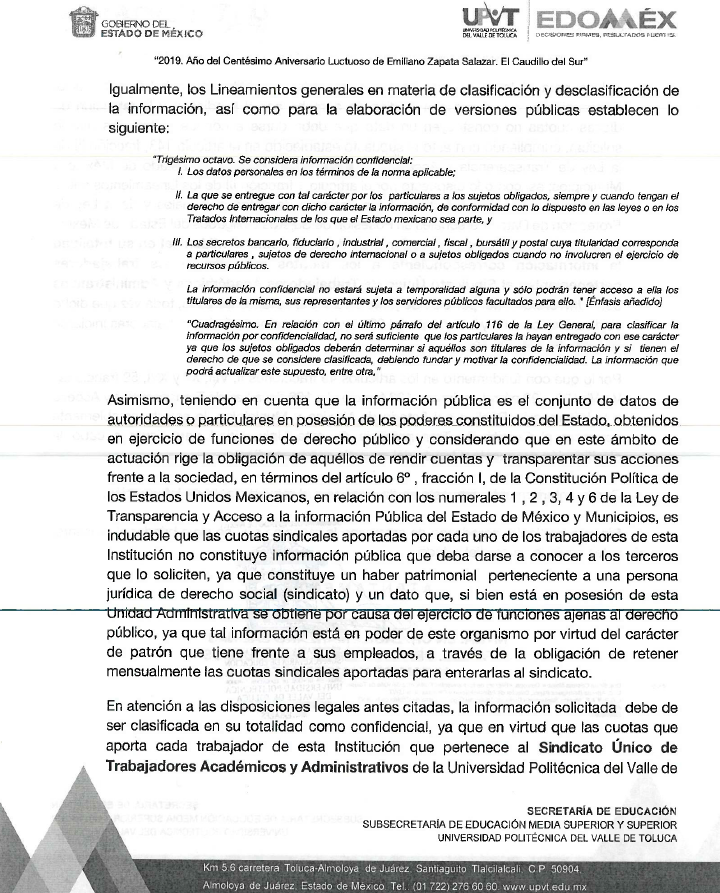 GOBIERNO DEL
ESTADO DE MÉXICO
UPVT
UNIVERSIDAD POLITÉCNICA
DEL VALLE DE TOLUCA
EDOMÉX
DECISIONES FIRMES, RESULTADOS FUERTES.
"2019. Año del Centésimo Aniversario Luctuoso de Emiliano Zapata Salazar. El Caudillo del Sur"
Igualmente, los Lineamientos generales en materia de clasificación y desclasificación de
la información, así como para la elaboración de versiones públicas establecen lo
siguiente:
"Trigésimo octavo. Se considera información confidencial:
I. Los datos personales en los términos de la norma aplicable;
II. La que se entregue con tal carácter por los particulares a los sujetos obligados, siempre y cuando tengan el
derecho de entregar con dicho carácter la información, de conformidad con lo dispuesto en las leyes o en los
Tratados Internacionales de los que el Estado mexicano sea parte, y
III. Los secretos bancario, fiduciario , industrial , comercial , fiscal , bursátil y postal cuya titularidad corresponda
a particulares , sujetos de derecho internacional o a sujetos obligados cuando no involucren el ejercicio de
recursos públicos.
La información confidencial no estará sujeta a temporalidad alguna y sólo podrán tener acceso a ella los
titulares de la misma, sus representantes y los servidores públicos facultados para ello. " [Énfasis añadido]
"Cuadragésimo. En relación con el último párrafo del artículo 116 de la Ley General, para clasificar la
información por confidencialidad, no será suficiente que los particulares la hayan entregado con ese carácter
ya que los sujetos obligados deberán determinar si aquéllos son titulares de la información y si tienen el
derecho de que se considere clasificada, debiendo fundar y motivar la confidencialidad. La información que
podrá actualizar este supuesto, entre otra,"
Asimismo, teniendo en cuenta que la información pública es el conjunto de datos de
autoridades o particulares en posesión de los poderes constituidos del Estado, obtenidos
en ejercicio de funciones de derecho público y considerando que en este ámbito de
actuación rige la obligación de aquéllos de rendir cuentas y transparentar sus acciones
frente a la sociedad, en términos del artículo 6º , fracción I, de la Constitución Política de
los Estados Unidos Mexicanos, en relación con los numerales 1 , 2 , 3, 4 y 6 de la Ley de
Transparencia y Acceso a la información Pública del Estado de México y Municipios, es
indudable que las cuotas sindicales aportadas por cada uno de los trabajadores de esta
Institución no constituye información pública que deba darse a conocer a los terceros
que lo soliciten, ya que constituye un haber patrimonial perteneciente a una persona
jurídica de derecho social (sindicato) y un dato que, si bien está en posesión de esta
Unidad Administrativa se obtiene por causa del ejercicio de funciones ajenas al derecho
público, ya que tal información está en poder de este organismo por virtud del carácter
de patrón que tiene frente a sus empleados, a través de la obligación de retener
mensualmente las cuotas sindicales aportadas para enterarlas al sindicato.
En atención a las disposiciones legales antes citadas, la información solicitada debe de
ser clasificada en su totalidad como confidencial, ya que en virtud que las cuotas que
aporta cada trabajador de esta Institución que pertenece al Sindicato Único de
Trabajadores Académicos y Administrativos de la Universidad Politécnica del Valle de
SECRETARÍA DE EDUCACIÓN
SUBSECRETARÍA DE EDUCACIÓN MEDIA SUPERIOR Y SUPERIOR
UNIVERSIDAD POLITÉCNICA DEL VALLE DE TOLUCA
Km 5.6 carretera Toluca-Almoloya de Juárez, Santiaguito Tlalcilalcali, C.P. 50904,
Almoloya de Juárez, Estado de México. Tel.: (01 722) 276 60 60. www.upvt.edu.mx